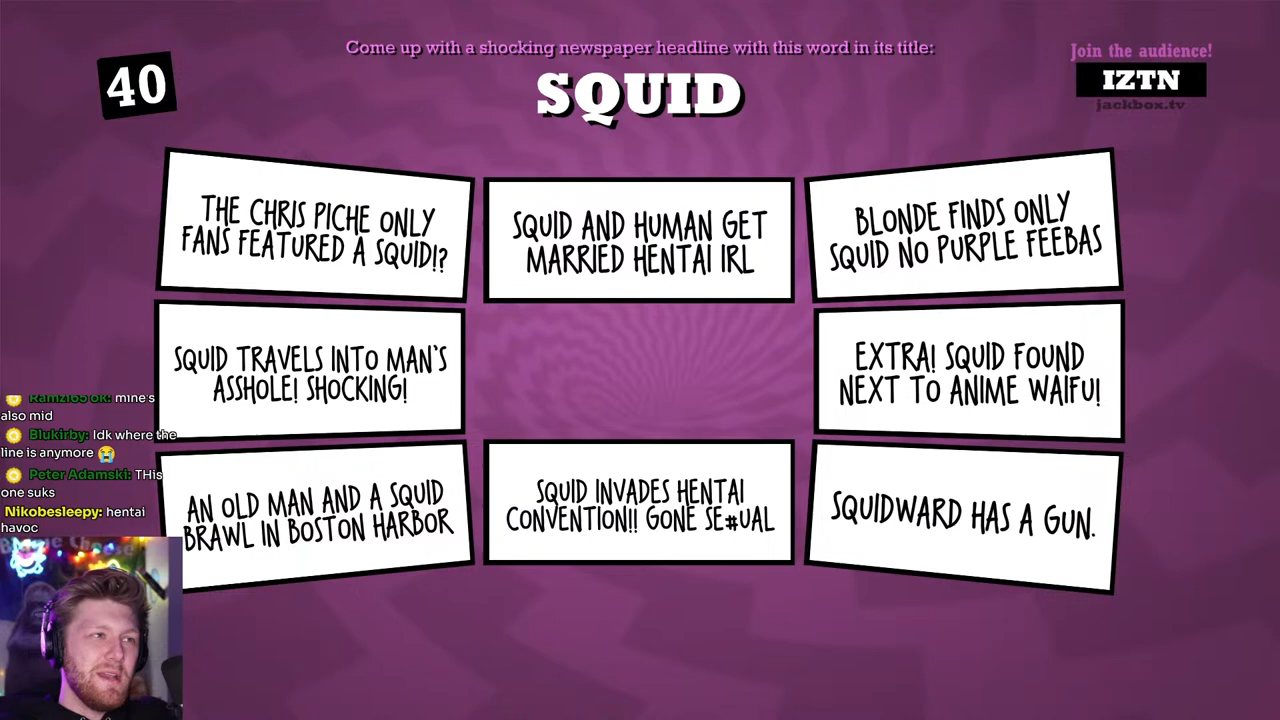 Come up with a shocking newspaper headline with this word in its title:
SQUID
40
Join the audience!
IZTN
jackbox.tv
THE CHRIS PICHE ONLY
FANS FEATURED A SQUID!?
SQUID AND HUMAN GET
MARRIED HENTAI IRL
BLONDE FINDS ONLY
SQUID NO PURPLE FEEBAS
SQUID TRAVELS INTO MAN'S
ASSHOLE! SHOCKING!
EXTRA! SQUID FOUND
NEXT TO ANIME WAIFU!
AN OLD MAN AND A SQUID
BRAWL IN BOSTON HARBOR
SQUID INVADES HENTAI
CONVENTION!! GONE SE#UAL
SQUIDWARD HAS A GUN.
Ramzi65 ok: mine's
also mid
Blukirby: Idk where the
line is anymore 😭
Peter Adamski: THis
one suks
Nikobesleepy: hentai
havoc